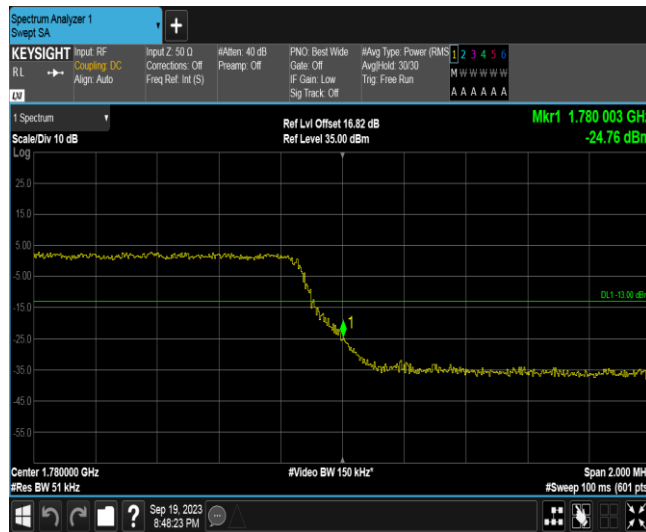 Spectrum Analyzer 1
Swept SA
KEYSIGHT
RL
LXI
Input: RF
Coupling: DC
Align: Auto
Input Z: 50 Ω
Corrections: Off
Freq Ref: Int (S)
#Atten: 40 dB
Preamp: Off
PNO: Best Wide
Gate: Off
IF Gain: Low
Sig Track: Off
#Avg Type: Power (RMS
Avg|Hold: 30/30
Trig: Free Run
1 2 3 4 5 6
M W W W W W
A A A A A A
1 Spectrum
Scale/Div 10 dB
Log
Ref Lvl Offset 16.82 dB
Ref Level 35.00 dBm
Mkr1 1.780 003 GHz
-24.76 dBm
25.0
15.0
5.00
-5.00
-15.0
-25.0
-35.0
-45.0
-55.0
DL1 -13.00 dBm
1
Center 1.780000 GHz
#Res BW 51 kHz
#Video BW 150 kHz*
Span 2.000 MH
#Sweep 100 ms (601 pts
?
Sep 19, 2023
8:48:23 PM